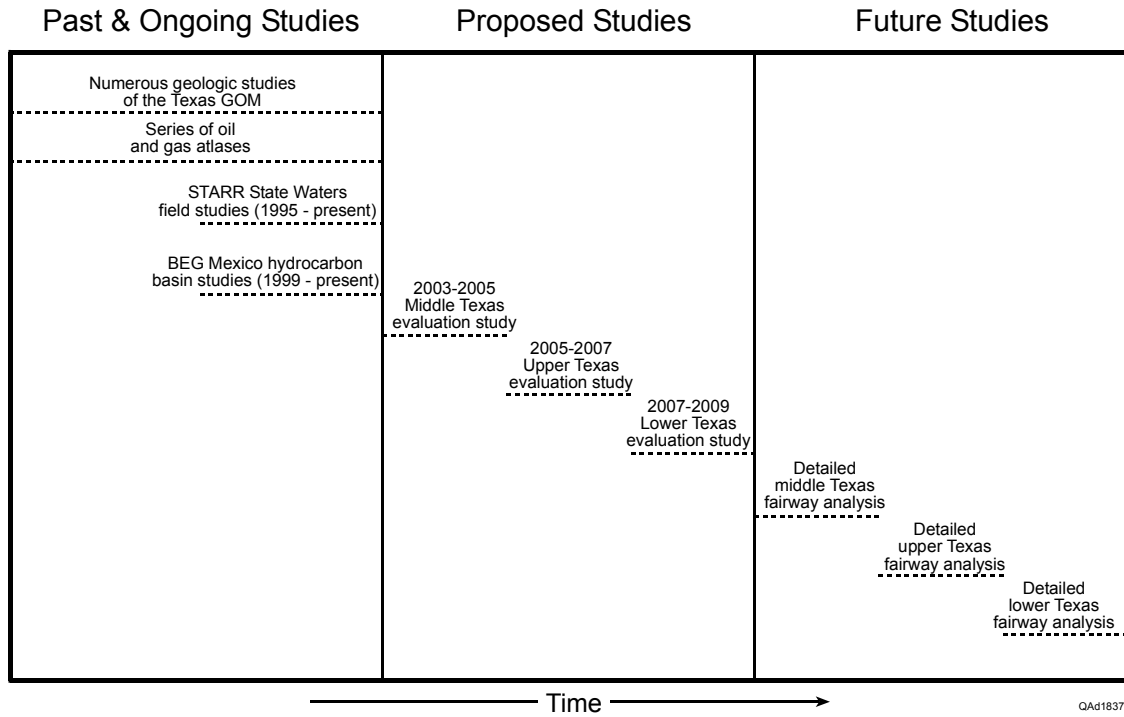 Past & Ongoing Studies
Proposed Studies
Future Studies
Numerous geologic studies
of the Texas GOM
Series of oil
and gas atlases
STARR State Waters
field studies (1995 - present)
BEG Mexico hydrocarbon
basin studies (1999 - present)
2003-2005
Middle Texas
evaluation study
2005-2007
Upper Texas
evaluation study
2007-2009
Lower Texas
evaluation study
Detailed
middle Texas
fairway analysis
Detailed
upper Texas
fairway analysis
Detailed
lower Texas
fairway analysis
Time
QAd1837